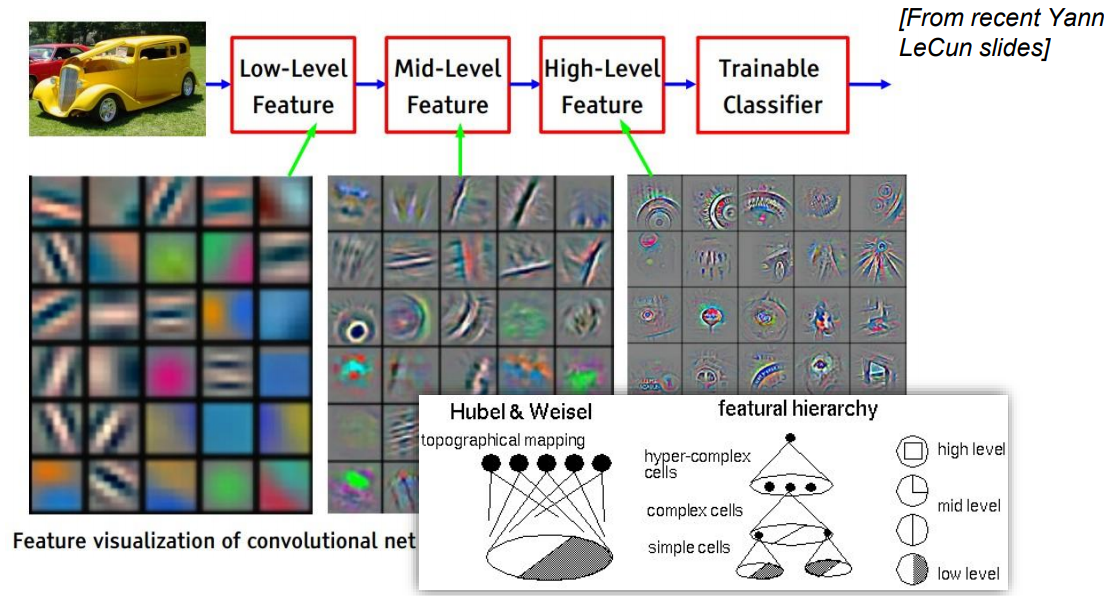 [From recent Yann
LeCun slides]
Low-Level
Feature
Mid-Level
Feature
High-Level
Feature
Trainable
Classifier
Feature visualization of convolutional net
Hubel & Weisel
topographical mapping
featural hierarchy
hyper-complex
cells
complex cells
simple cells
high level
mid level
low level